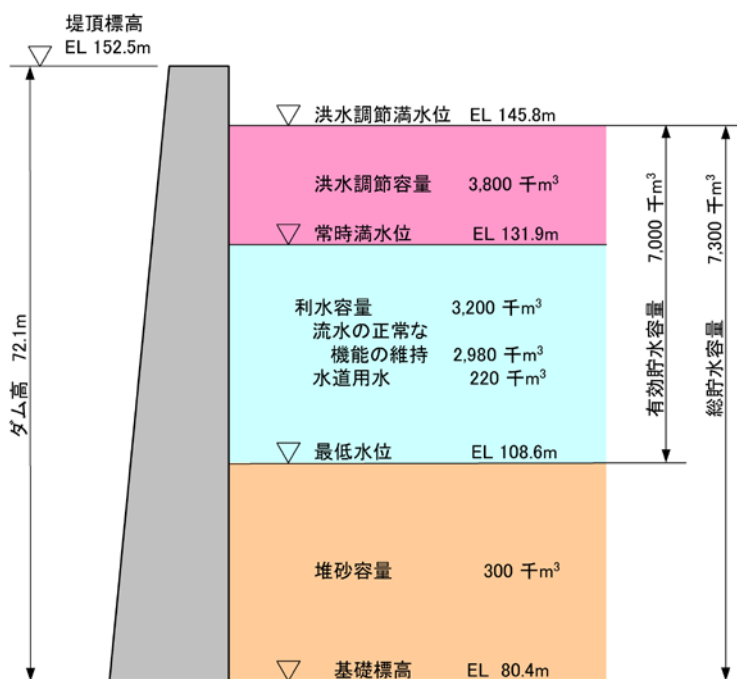 堤頂標高
EL 152.5m
洪水調節満水位 EL 145.8m
洪水調節容量 3,800 千m³
常時満水位 EL 131.9m
利水容量 3,200 千m³
流水の正常な
機能の維持 2,980 千m³
水道用水 220 千m³
最低水位 EL 108.6m
堆砂容量 300 千m³
基礎標高 EL 80.4m
ダム高 72.1m
有効貯水容量 7,000 千m³
総貯水容量 7,300 千m³